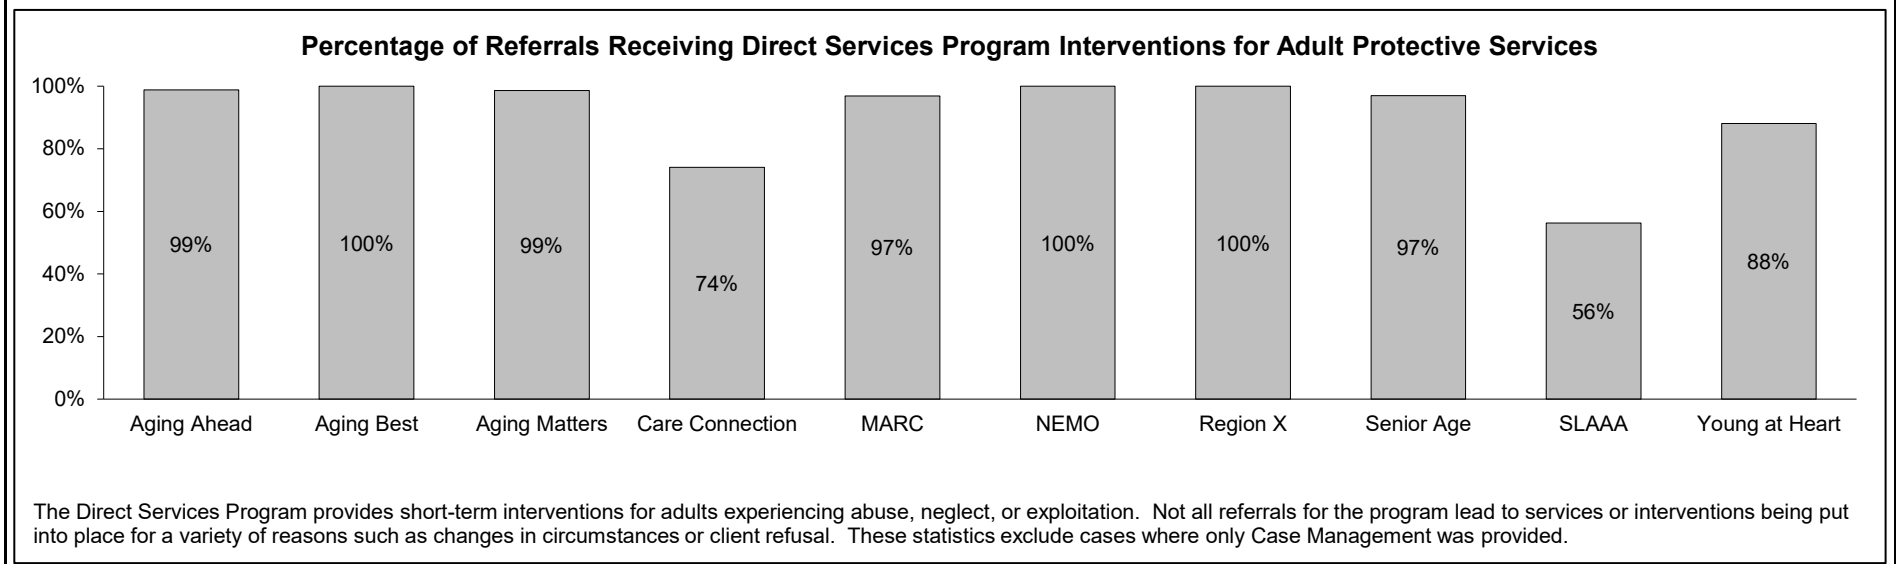 Percentage of Referrals Receiving Direct Services Program Interventions for Adult Protective Services
100%
80%
60%
40%
20%
0%
99%
100%
99%
74%
97%
100%
100%
97%
56%
88%
Aging Ahead
Aging Best
Aging Matters
Care Connection
MARC
NEMO
Region X
Senior Age
SLAAA
Young at Heart
The Direct Services Program provides short-term interventions for adults experiencing abuse, neglect, or exploitation.  Not all referrals for the program lead to services or interventions being put
into place for a variety of reasons such as changes in circumstances or client refusal.  These statistics exclude cases where only Case Management was provided.